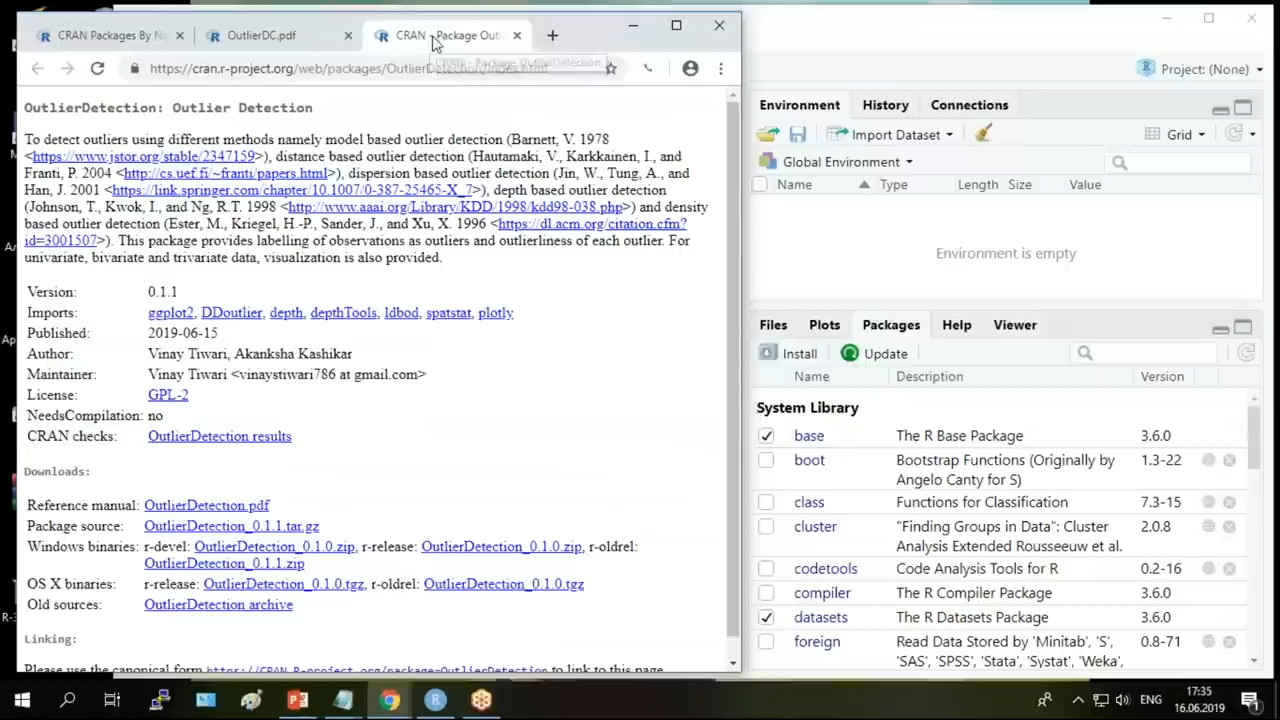 CRAN Packages By N
OutlierDC.pdf
CRAN - Package Out
https://cran.r-project.org/web/packages/OutlierDetection/index.html
OutlierDetection: Outlier Detection
To detect outliers using different methods namely model based outlier detection (Barnett, V. 1978
<https://www.jstor.org/stable/2347159>), distance based outlier detection (Hautamaki, V., Karkkainen, I., and
Franti, P. 2004 <http://cs.uef.fi/~franti/papers.html>), dispersion based outlier detection (Jin, W., Tung, A., and
Han, J. 2001 <https://link.springer.com/chapter/10.1007/0-387-25465-X_7>), depth based outlier detection
(Johnson, T., Kwok, I., and Ng, R.T. 1998 <http://www.aaai.org/Library/KDD/1998/kdd98-038.php>) and density
based outlier detection (Ester, M., Kriegel, H.-P., Sander, J., and Xu, X. 1996 <https://dl.acm.org/citation.cfm?
id=3001507>). This package provides labelling of observations as outliers and outlierliness of each outlier. For
univariate, bivariate and trivariate data, visualization is also provided.
Version: 0.1.1
Imports: ggplot2, DDoutlier, depth, depthTools, ldbod, spatstat, plotly
Published: 2019-06-15
Author: Vinay Tiwari, Akanksha Kashikar
Maintainer: Vinay Tiwari <vinaystiwari786 at gmail.com>
License: GPL-2
NeedsCompilation: no
CRAN checks: OutlierDetection results
Downloads:
Reference manual: OutlierDetection.pdf
Package source: OutlierDetection_0.1.1.tar.gz
Windows binaries: r-devel: OutlierDetection_0.1.0.zip, r-release: OutlierDetection_0.1.0.zip, r-oldrel:
OutlierDetection_0.1.1.zip
OS X binaries: r-release: OutlierDetection_0.1.0.tgz, r-oldrel: OutlierDetection_0.1.0.tgz
Old sources: OutlierDetection archive
Linking:
Please use the canonical form https://CRAN.R-project.org/package=OutlierDetection to link to this page.
Project: (None)
Environment History Connections
Import Dataset Grid
Global Environment
Name Type Length Size Value
Environment is empty
Files Plots Packages Help Viewer
Install Update
Name Description Version
System Library
base The R Base Package 3.6.0
boot Bootstrap Functions (Originally by 1.3-22
Angelo Canty for S)
class Functions for Classification 7.3-15
cluster "Finding Groups in Data": Cluster 2.0.8
Analysis Extended Rousseeuw et al.
codetools Code Analysis Tools for R 0.2-16
compiler The R Compiler Package 3.6.0
datasets The R Datasets Package 3.6.0
foreign Read Data Stored by 'Minitab', 'S', 0.8-71
'SAS', 'SPSS', 'Stata', 'Systat', 'Weka',
ENG
17:35
16.06.2019